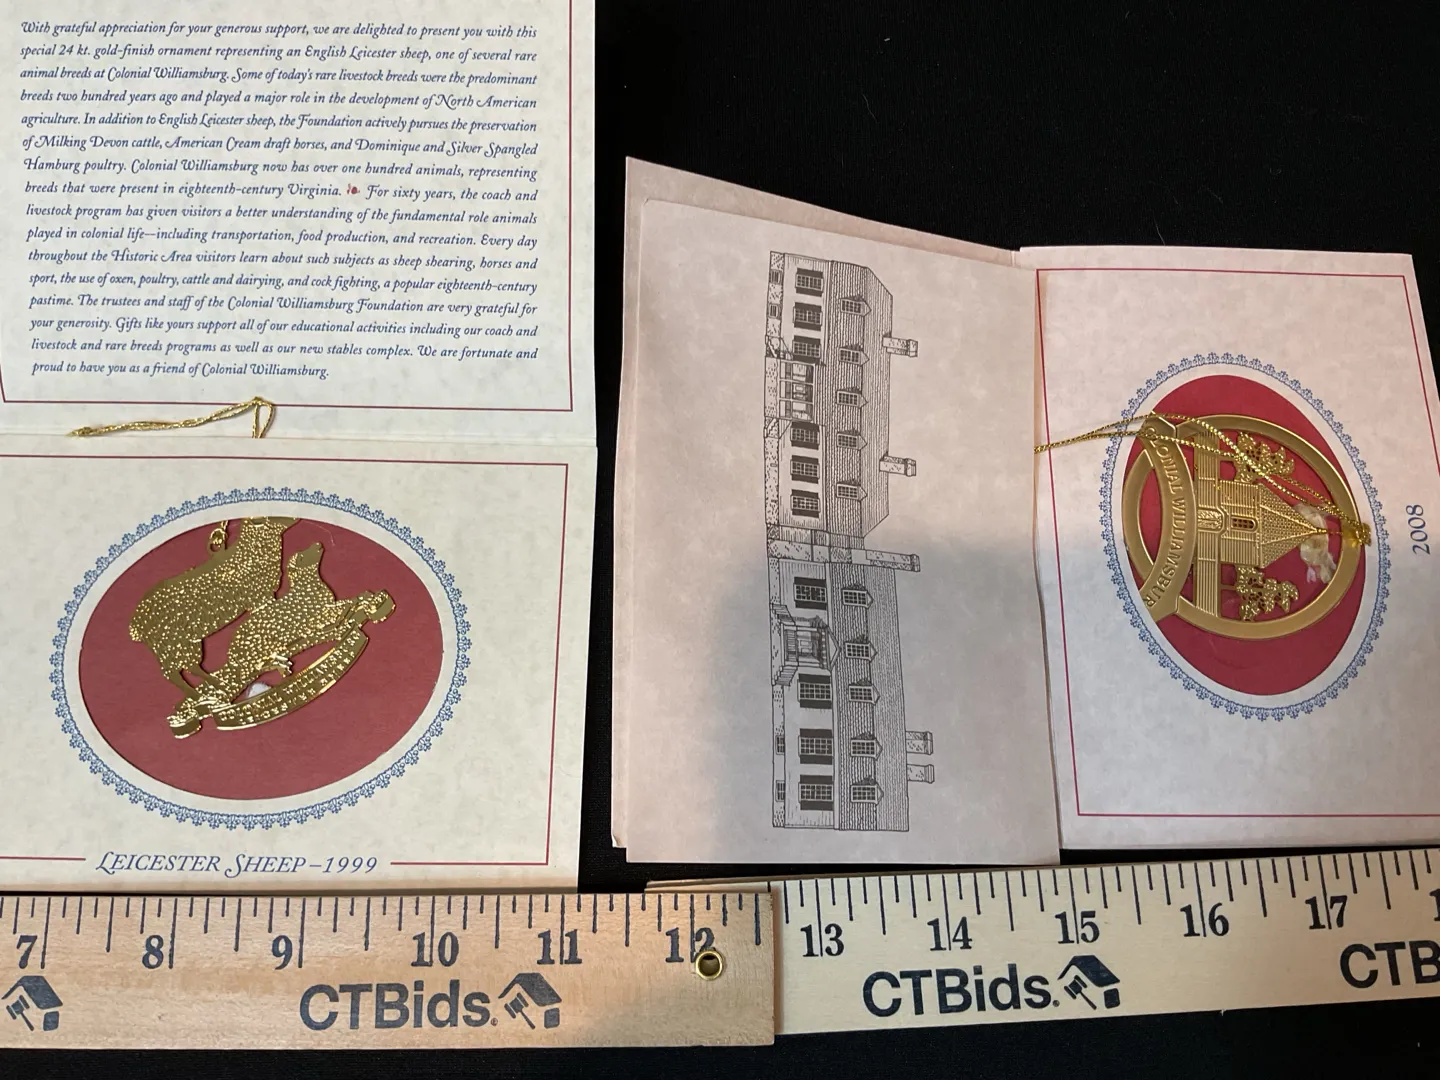 With grateful appreciation for your generous support, we are delighted to present you with this
special 24 kt. gold-finish ornament representing an English Leicester sheep, one of several rare
animal breeds at Colonial Williamsburg. Some of today's rare livestock breeds were the predominant
breeds two hundred years ago and played a major role in the development of North American
agriculture. In addition to English Leicester sheep, the Foundation actively pursues the preservation
of Milking Devon cattle, American Cream draft horses, and Dominique and Silver Spangled
Hamburg poultry. Colonial Williamsburg now has over one hundred animals, representing
breeds that were present in eighteenth-century Virginia. For sixty years, the coach and
livestock program has given visitors a better understanding of the fundamental role animals
played in colonial life—including transportation, food production, and recreation. Every day
throughout the Historic Area visitors learn about such subjects as sheep shearing, horses and
sport, the use of oxen, poultry, cattle and dairying, and cock fighting, a popular eighteenth-century
pastime. The trustees and staff of the Colonial Williamsburg Foundation are very grateful for
your generosity. Gifts like yours support all of our educational activities including our coach and
livestock and rare breeds programs as well as our new stables complex. We are fortunate and
proud to have you as a friend of Colonial Williamsburg.
LEICESTER SHEEP–1999
ONIAL WILLIAMSBUR
2008
7 8 9 10 11 12 13 14 15 16 17 1
CTBids. CTBids. CTB